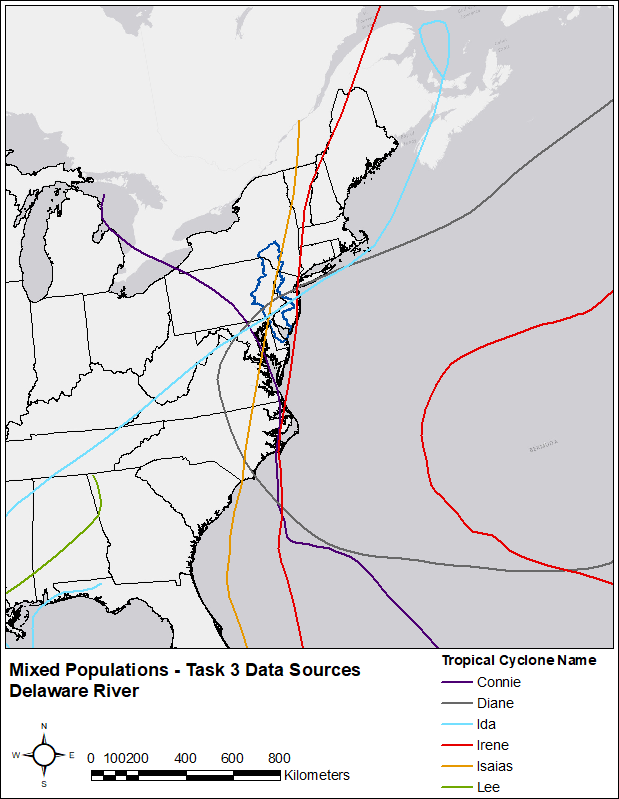 BERMUDA
Mixed Populations - Task 3 Data Sources
Delaware River
N
W E
S
0 100200 400 600 800
Kilometers
Tropical Cyclone Name
Connie
Diane
Ida
Irene
Isaias
Lee